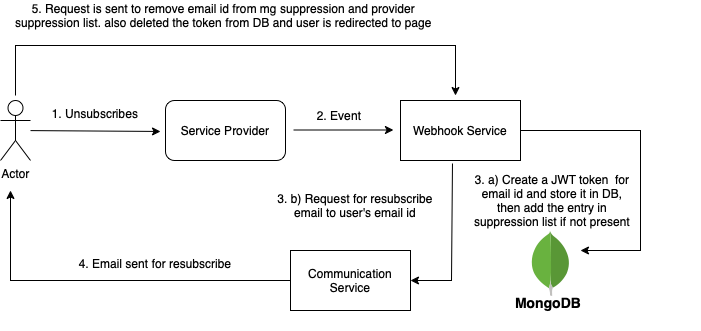 5. Request is sent to remove email id from mg suppression and provider
suppression list. also deleted the token from DB and user is redirected to page
1. Unsubscribes
Service Provider
2. Event
Webhook Service
Actor
3. a) Create a JWT token for
email id and store it in DB,
then add the entry in
suppression list if not present
3. b) Request for resubscribe
email to user's email id
4. Email sent for resubscribe
Communication
Service
MongoDB